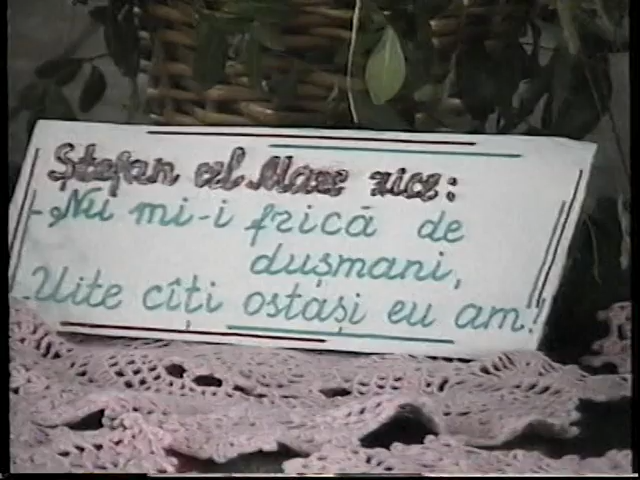 Ștefan cel Mare zice:
- Nu mi-i frică de
dușmani,
Uite cîți ostași eu am!